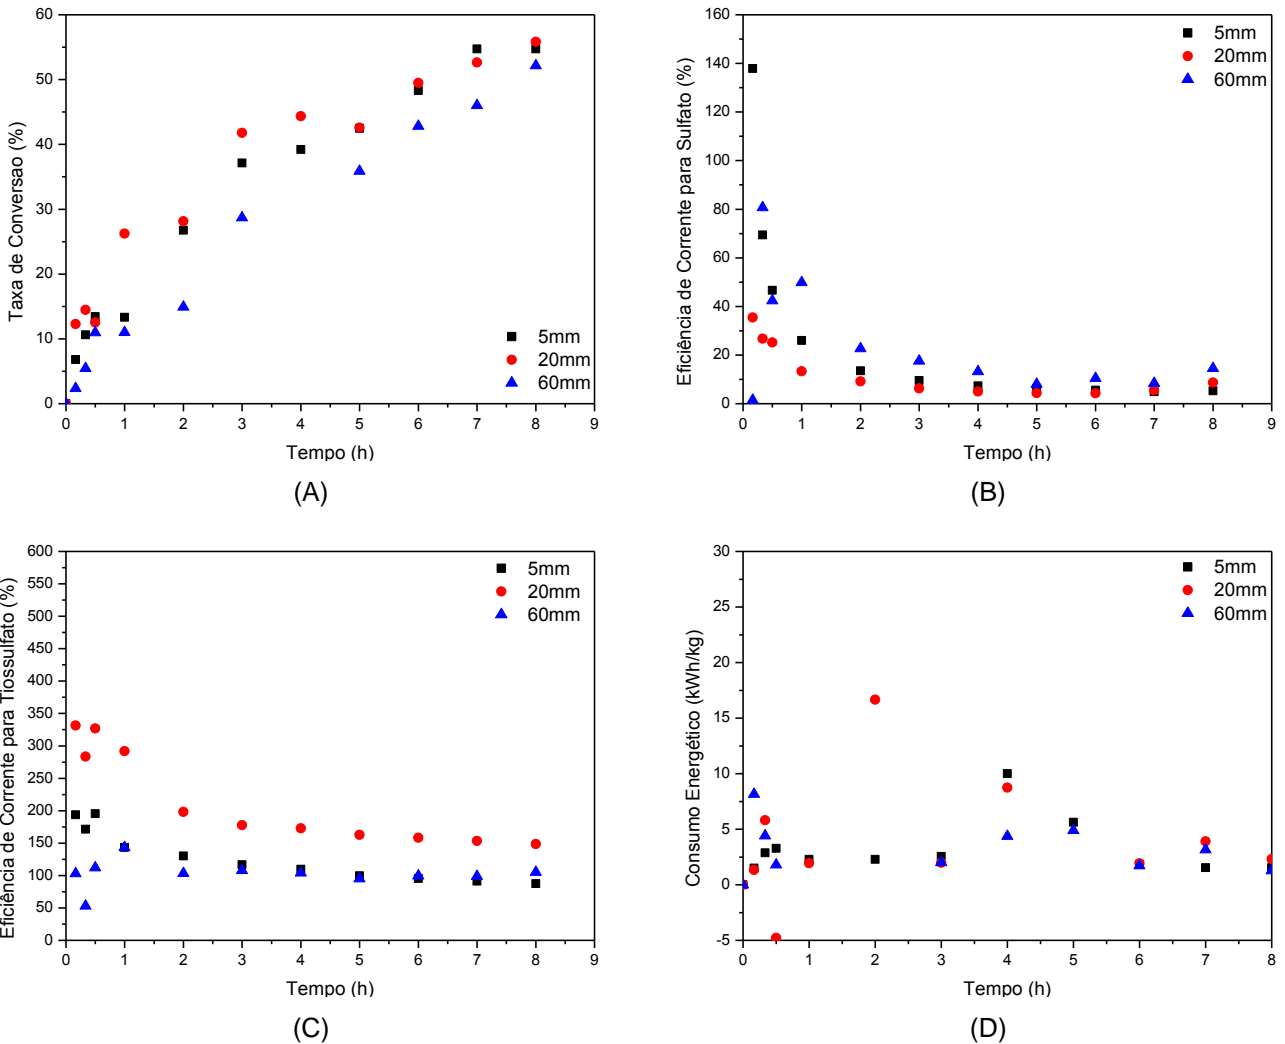 60
50
40
30
20
10
0
Taxa de Conversao (%)
5mm
20mm
60mm
0 1 2 3 4 5 6 7 8 9
Tempo (h)
(A)
160
140
120
100
80
60
40
20
0
Eficiência de Corrente para Sulfato (%)
5mm
20mm
60mm
0 1 2 3 4 5 6 7 8 9
Tempo (h)
(B)
600
550
500
450
400
350
300
250
200
150
100
50
0
Eficiência de Corrente para Tiossulfato (%)
5mm
20mm
60mm
0 1 2 3 4 5 6 7 8 9
Tempo (h)
(C)
30
25
20
15
10
5
0
-5
Consumo Energético (kWh/kg)
5mm
20mm
60mm
0 1 2 3 4 5 6 7 8
Tempo (h)
(D)